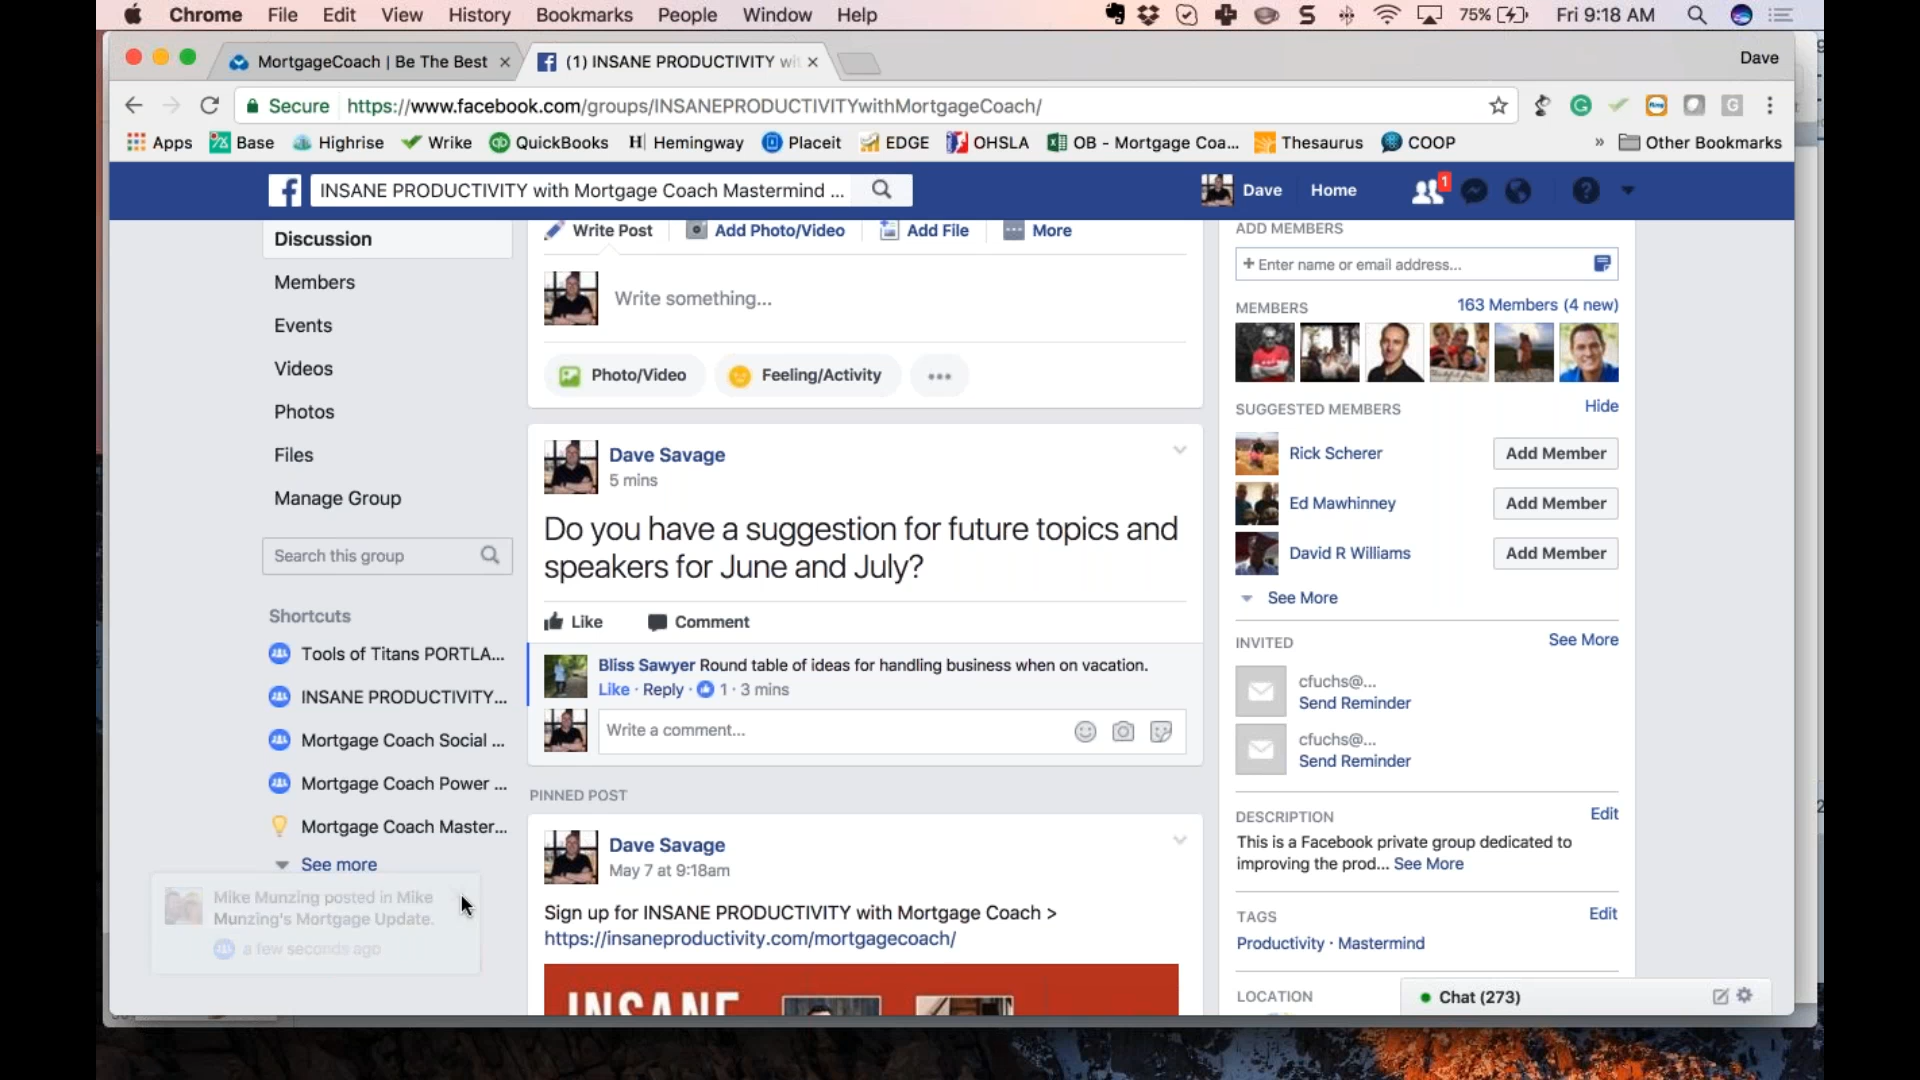 Chrome File Edit View History Bookmarks People Window Help
75% Fri 9:18 AM
MortgageCoach | Be The Best
(1) INSANE PRODUCTIVITY wi
Dave
Secure https://www.facebook.com/groups/INSANEPRODUCTIVITYwithMortgageCoach/
Apps Base Highrise Wrike QuickBooks Hemingway Placeit EDGE OHSLA OB - Mortgage Coa... Thesaurus COOP » Other Bookmarks
INSANE PRODUCTIVITY with Mortgage Coach Mastermind ...
Dave Home 1
Discussion
Members
Events
Videos
Photos
Files
Manage Group
Search this group
Shortcuts
Tools of Titans PORTLA...
INSANE PRODUCTIVITY...
Mortgage Coach Social ...
Mortgage Coach Power ...
Mortgage Coach Master...
See more
Mike Munzing posted in Mike
Munzing's Mortgage Update.
a few seconds ago
Write Post Add Photo/Video Add File More
Write something...
Photo/Video Feeling/Activity
Dave Savage
5 mins
Do you have a suggestion for future topics and
speakers for June and July?
Like Comment
Bliss Sawyer Round table of ideas for handling business when on vacation.
Like · Reply · 1 · 3 mins
Write a comment...
PINNED POST
Dave Savage
May 7 at 9:18am
Sign up for INSANE PRODUCTIVITY with Mortgage Coach >
https://insaneproductivity.com/mortgagecoach/
INSANE
ADD MEMBERS
+ Enter name or email address...
MEMBERS 163 Members (4 new)
SUGGESTED MEMBERS Hide
Rick Scherer Add Member
Ed Mawhinney Add Member
David R Williams Add Member
See More
INVITED See More
cfuchs@...
Send Reminder
cfuchs@...
Send Reminder
DESCRIPTION Edit
This is a Facebook private group dedicated to
improving the prod... See More
TAGS Edit
Productivity · Mastermind
LOCATION
Chat (273)